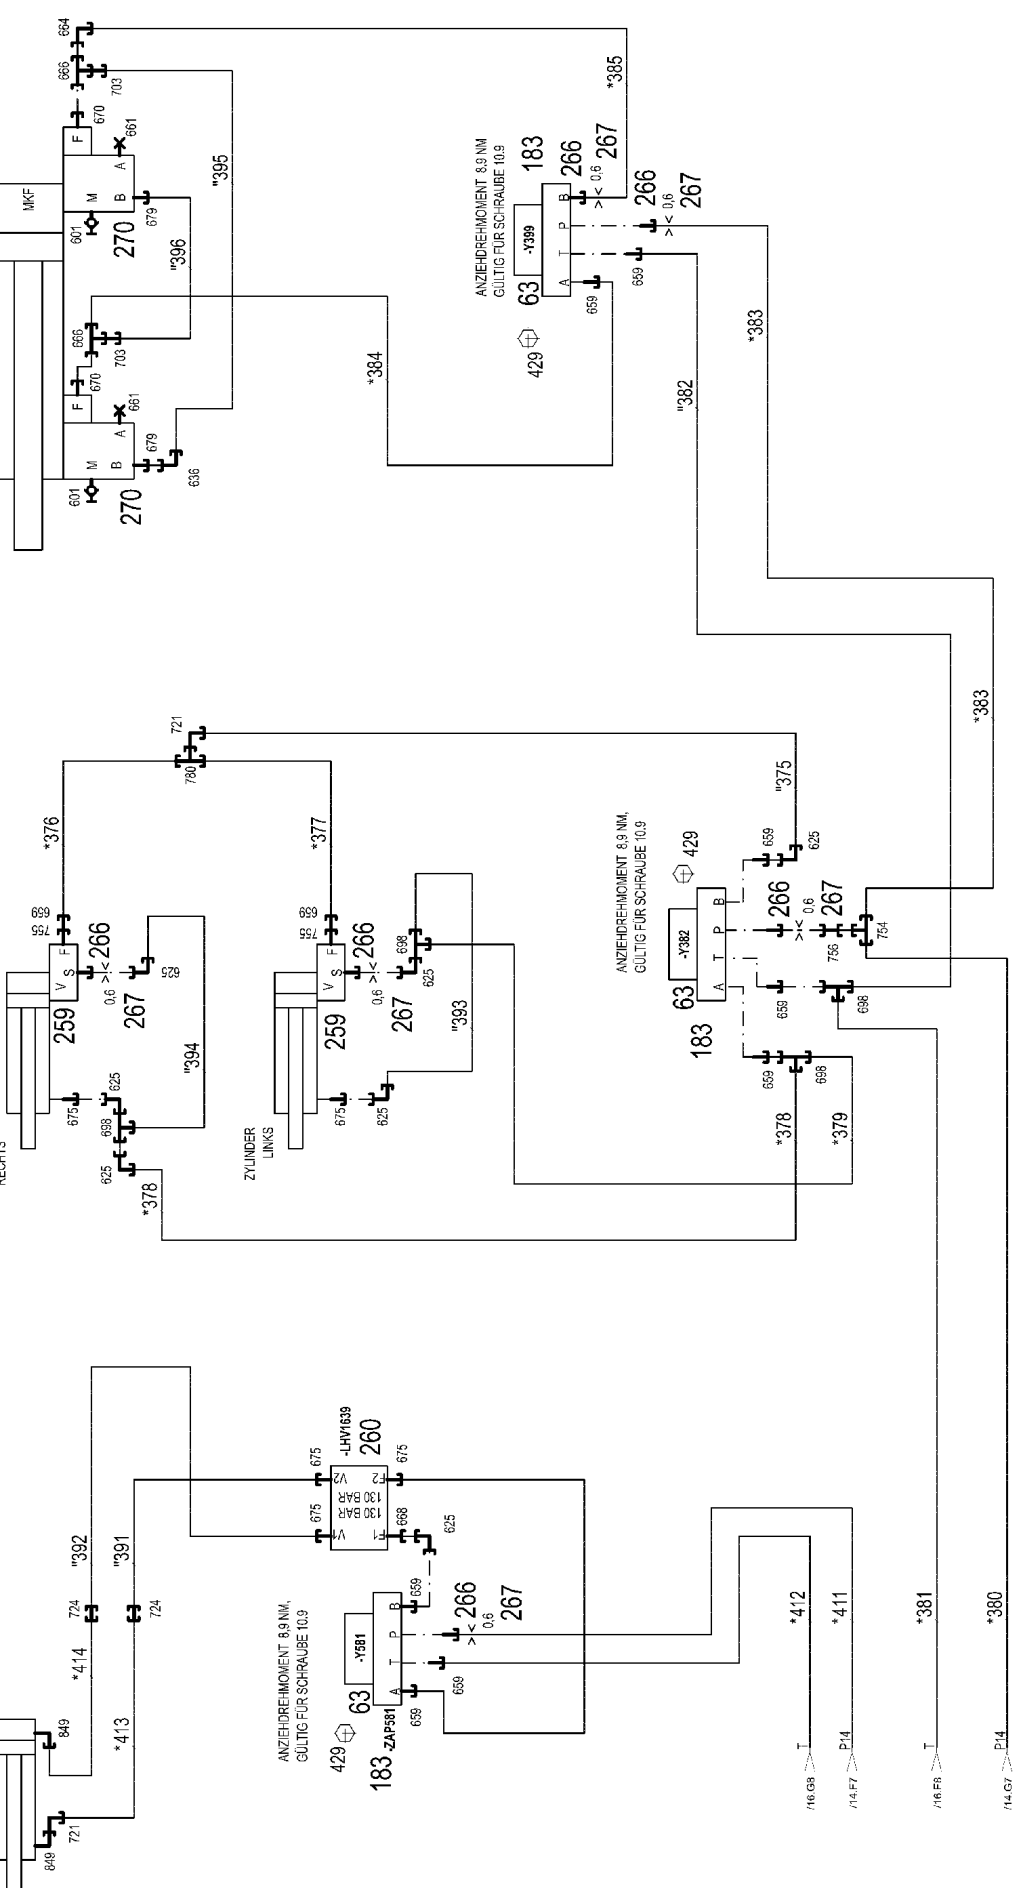 664
666
703
670
F
661
A
M
B
MKF
601
679
270
"395
"396
666
703
670
F
661
A
M
B
679
601
636
270
*384
*385
ANZIEHDREHMOMENT 8,9 NM
GÜLTIG FÜR SCHRAUBE 10.9
183
266
267
0,6
-Y399
B
P
T
A
266
267
0,6
63
659
659
429
"382
*383
*383
721
780
*376
*377
"375
659
755
F
S
V
266
0,6
267
625
259
"394
675
625
698
625
*378
RECHTS
659
755
F
S
V
266
0,6
267
698
625
259
"393
675
625
ZYLINDER
LINKS
ANZIEHDREHMOMENT 8,9 NM,
GÜLTIG FÜR SCHRAUBE 10.9
429
659
625
-Y382
B
P
T
A
266
0,6
267
756
754
63
183
659
698
659
698
*378
*379
-LHV1639
260
675
675
V2
F2
130 BAR
130 BAR
V1
F1
675
668
625
"392
"391
724
724
*414
*413
849
849
721
ANZIEHDREHMOMENT 8,9 NM,
GÜLTIG FÜR SCHRAUBE 10.9
659
-Y581
B
P
T
A
266
0,6
267
63
659
659
429
183
-ZAP581
*412
*411
*381
*380
T
P14
T
P14
/16.G8
/14.F7
/16.F8
/14.G7